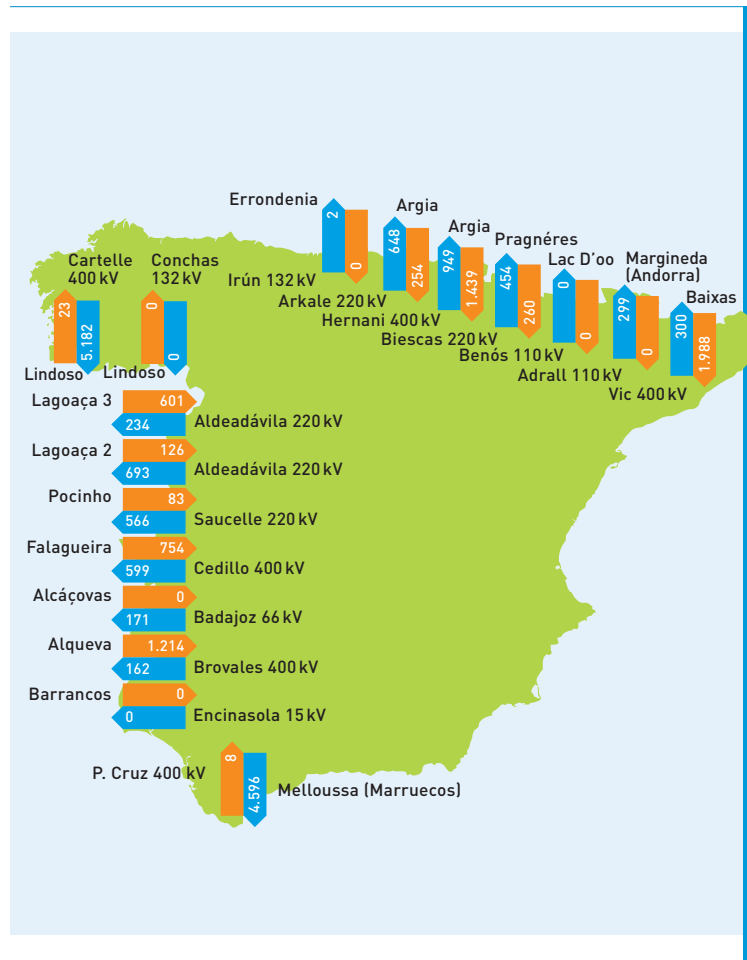 Errondenia
2
0
Irún 132 kV
Argia
648
254
Arkale 220 kV
Argia
949
1.439
Hernani 400 kV
Pragnéres
454
260
Biescas 220 kV
Lac D’oo
0
0
Benós 110 kV
Margineda
(Andorra)
299
0
Adrall 110 kV
Baixas
300
1.988
Vic 400 kV
Cartelle
400 kV
23
5.182
Lindoso
Conchas
132 kV
0
0
Lindoso
Lagoaça 3
601
234
Aldeadávila 220 kV
Lagoaça 2
126
693
Aldeadávila 220 kV
Pocinho
83
566
Saucelle 220 kV
Falagueira
754
599
Cedillo 400 kV
Alcáçovas
0
171
Badajoz 66 kV
Alqueva
1.214
162
Brovales 400 kV
Barrancos
0
0
Encinasola 15 kV
P. Cruz 400 kV
8
4.596
Melloussa (Marruecos)